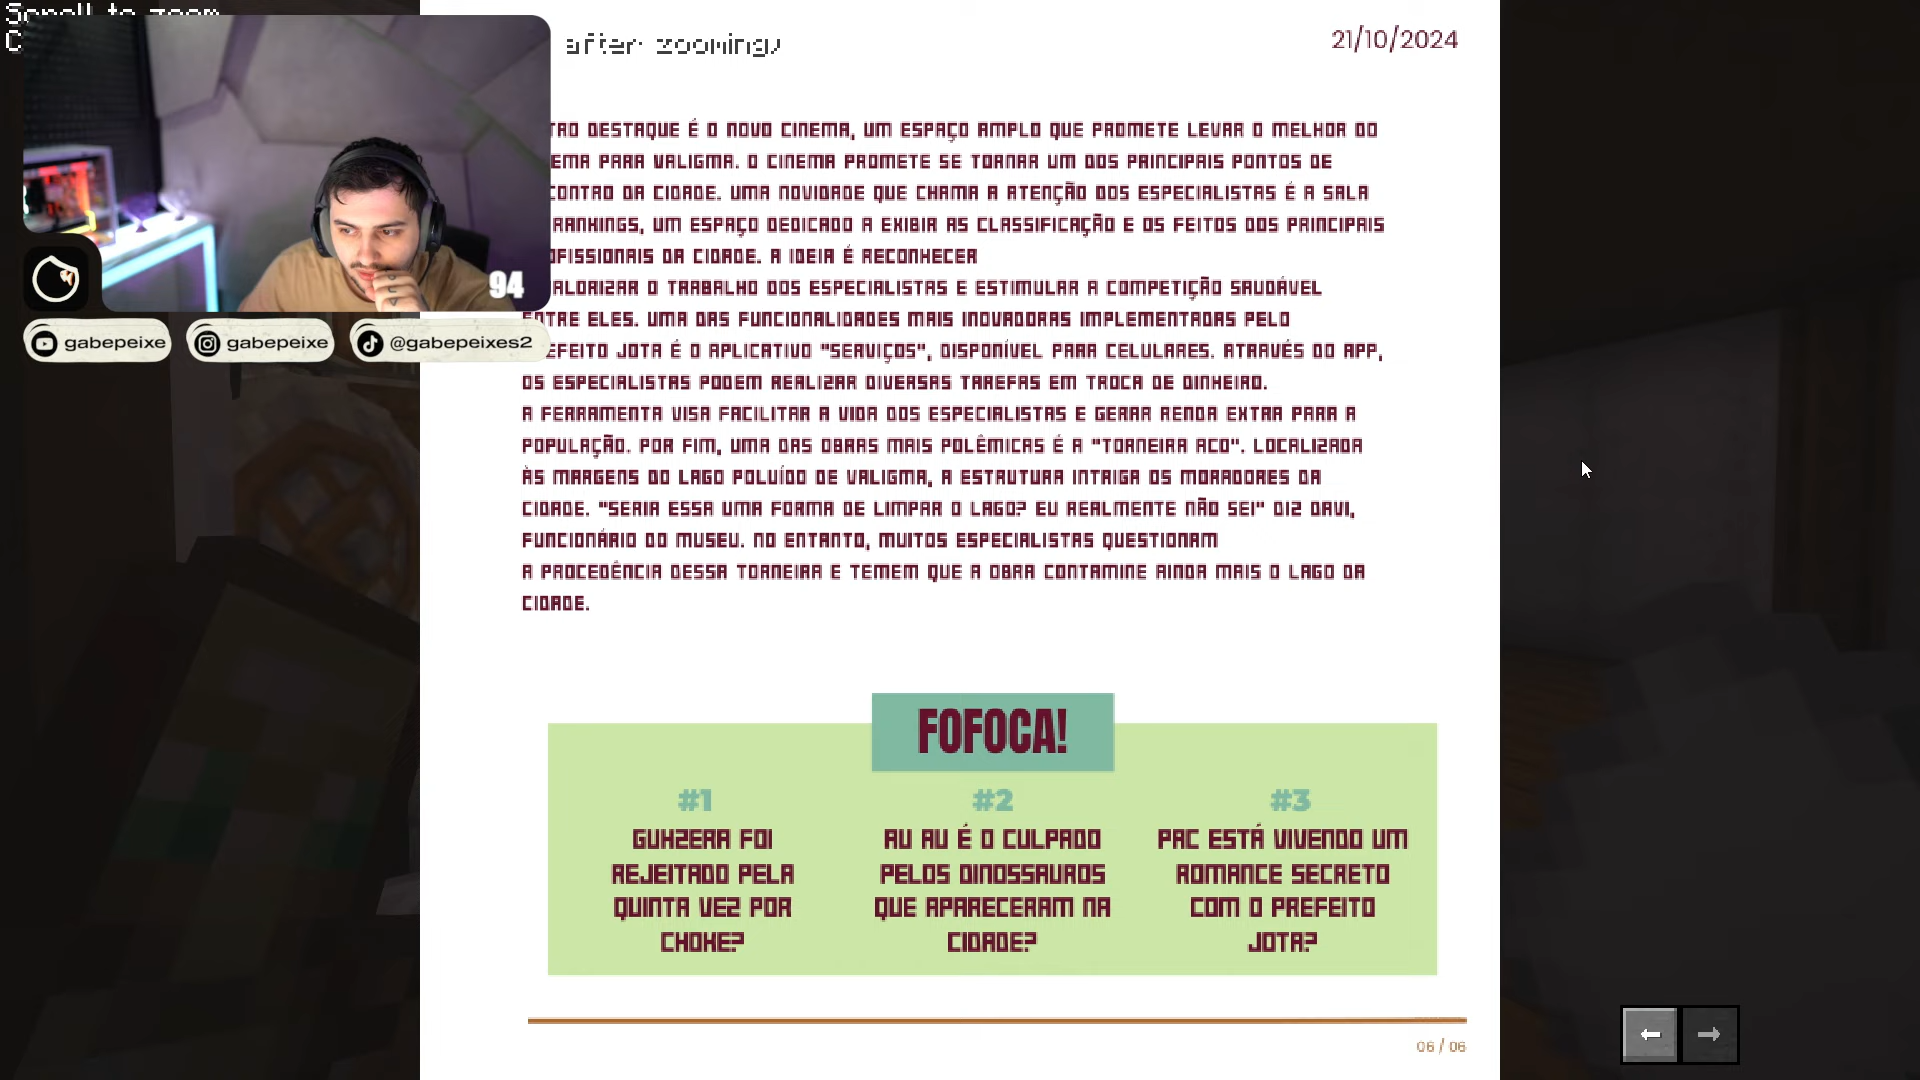 Scroll to zoom
C
after zooming)
21/10/2024
DESTAQUE É O NOVO CINEMA, UM ESPAÇO AMPLO QUE PROMETE LEVAR O MELHOR DO
PARA VALIGMA. O CINEMA PROMETE SE TORNAR UM DOS PRINCIPAIS PONTOS DE
DA CIDADE. UMA NOVIDADE QUE CHAMA A ATENÇÃO DOS ESPECIALISTAS É A SALA
RANKINGS, UM ESPAÇO DEDICADO A EXIBIR AS CLASSIFICAÇÃO E OS FEITOS DOS PRINCIPAIS
DA CIDADE. A IDEIA É RECONHECER
O TRABALHO DOS ESPECIALISTAS E ESTIMULAR A COMPETIÇÃO SAUDÁVEL
ENTRE ELES. UMA DAS FUNCIONALIDADES MAIS INOVADORAS IMPLEMENTADAS PELO
JOTA É O APLICATIVO "SERVIÇOS", DISPONÍVEL PARA CELULARES. ATRAVÉS DO APP,
OS ESPECIALISTAS PODEM REALIZAR DIVERSAS TAREFAS EM TROCA DE DINHEIRO.
A FERRAMENTA VISA FACILITAR A VIDA DOS ESPECIALISTAS E GERAR RENDA EXTRA PARA A
POPULAÇÃO. POR FIM, UMA DAS OBRAS MAIS POLÊMICAS É A "TORNEIRA ACO". LOCALIZADA
ÀS MARGENS DO LAGO POLUÍDO DE VALIGMA, A ESTRUTURA INTRIGA OS MORADORES DA
CIDADE. "SERIA ESSA UMA FORMA DE LIMPAR O LAGO? EU REALMENTE NÃO SEI" DIZ DAVI,
FUNCIONÁRIO DO MUSEU. NO ENTANTO, MUITOS ESPECIALISTAS QUESTIONAM
A PROCEDÊNCIA DESSA TORNEIRA E TEMEM QUE A OBRA CONTAMINE AINDA MAIS O LAGO DA
CIDADE.
94
gabepeixe
gabepeixe
@gabepeixes2
FOFOCA!
#1
GUHZERA FOI
REJEITADO PELA
QUINTA VEZ POR
CHOKE?
#2
AU AU É O CULPADO
PELOS DINOSSAUROS
QUE APARECERAM NA
CIDADE?
#3
PAC ESTÁ VIVENDO UM
ROMANCE SECRETO
COM O PREFEITO
JOTA?
06 / 06